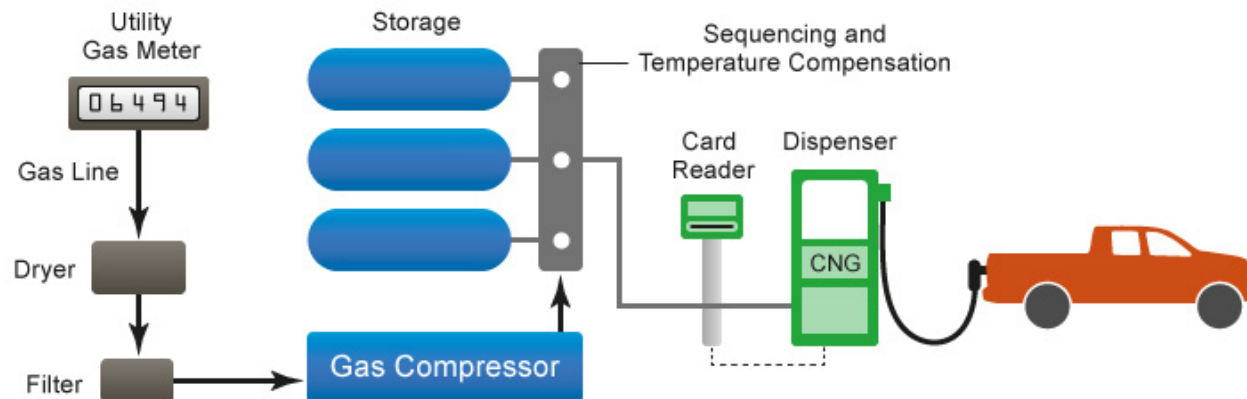 Utility
Gas Meter
06494
Gas Line
Dryer
Filter
Storage
Gas Compressor
Sequencing and
Temperature Compensation
Card
Reader
Dispenser
CNG